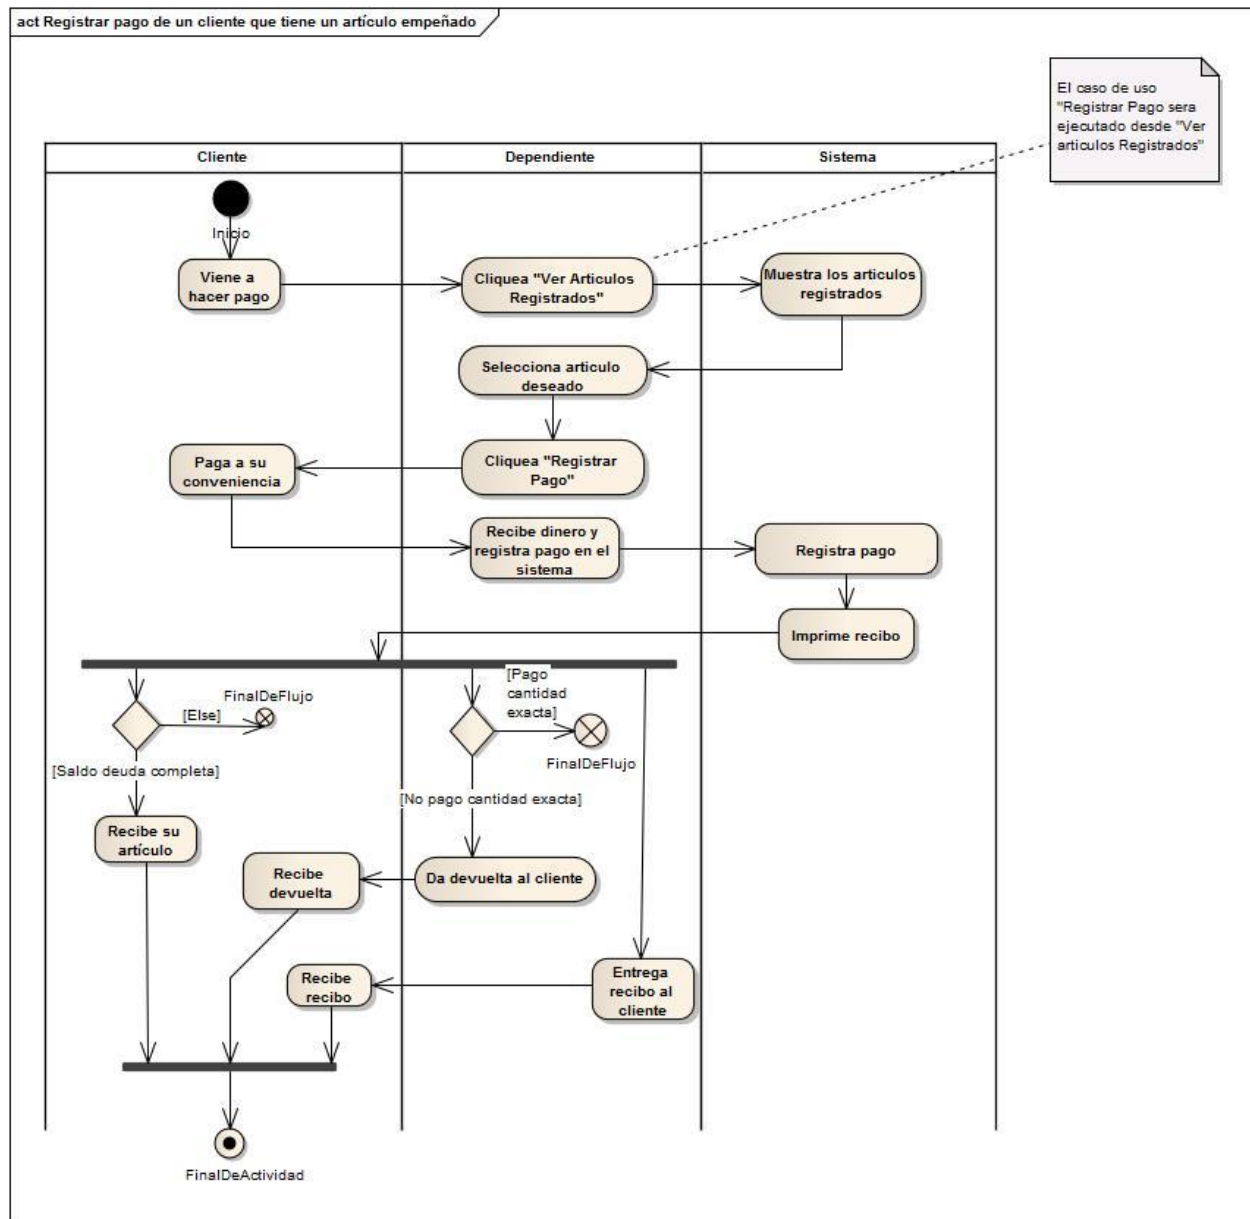 act Registrar pago de un cliente que tiene un artículo empeñado
El caso de uso
"Registrar Pago sera
ejecutado desde "Ver
articulos Registrados"
Cliente
Dependiente
Sistema
Inicio
Viene a
hacer pago
Cliquea "Ver Articulos
Registrados"
Muestra los articulos
registrados
Selecciona articulo
deseado
Paga a su
conveniencia
Cliquea "Registrar
Pago"
Recibe dinero y
registra pago en el
sistema
Registra pago
Imprime recibo
[Pago
cantidad
exacta]
FinalDeFlujo
[Else]
FinalDeFlujo
[Saldo deuda completa]
[No pago cantidad exacta]
Recibe su
artículo
Recibe
devuelta
Da devuelta al cliente
Recibe
recibo
Entrega
recibo al
cliente
FinalDeActividad